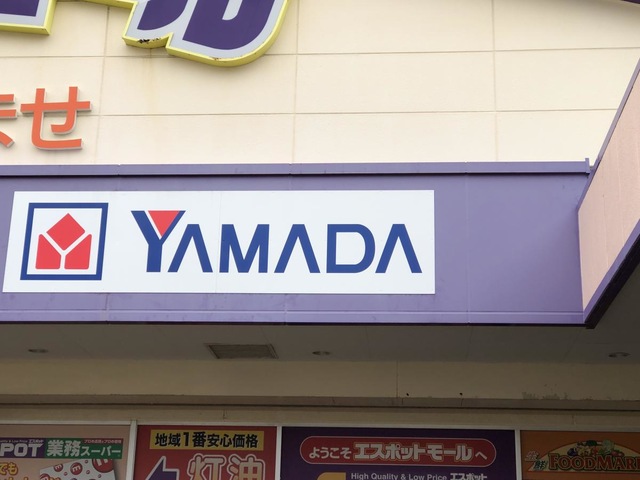 ませ
YAMADA
POT 業務スーパー
地域1番安心価格
灯油
ようこそ エスポットモールへ
High Quality & Low Price エスポット
FOODMAR